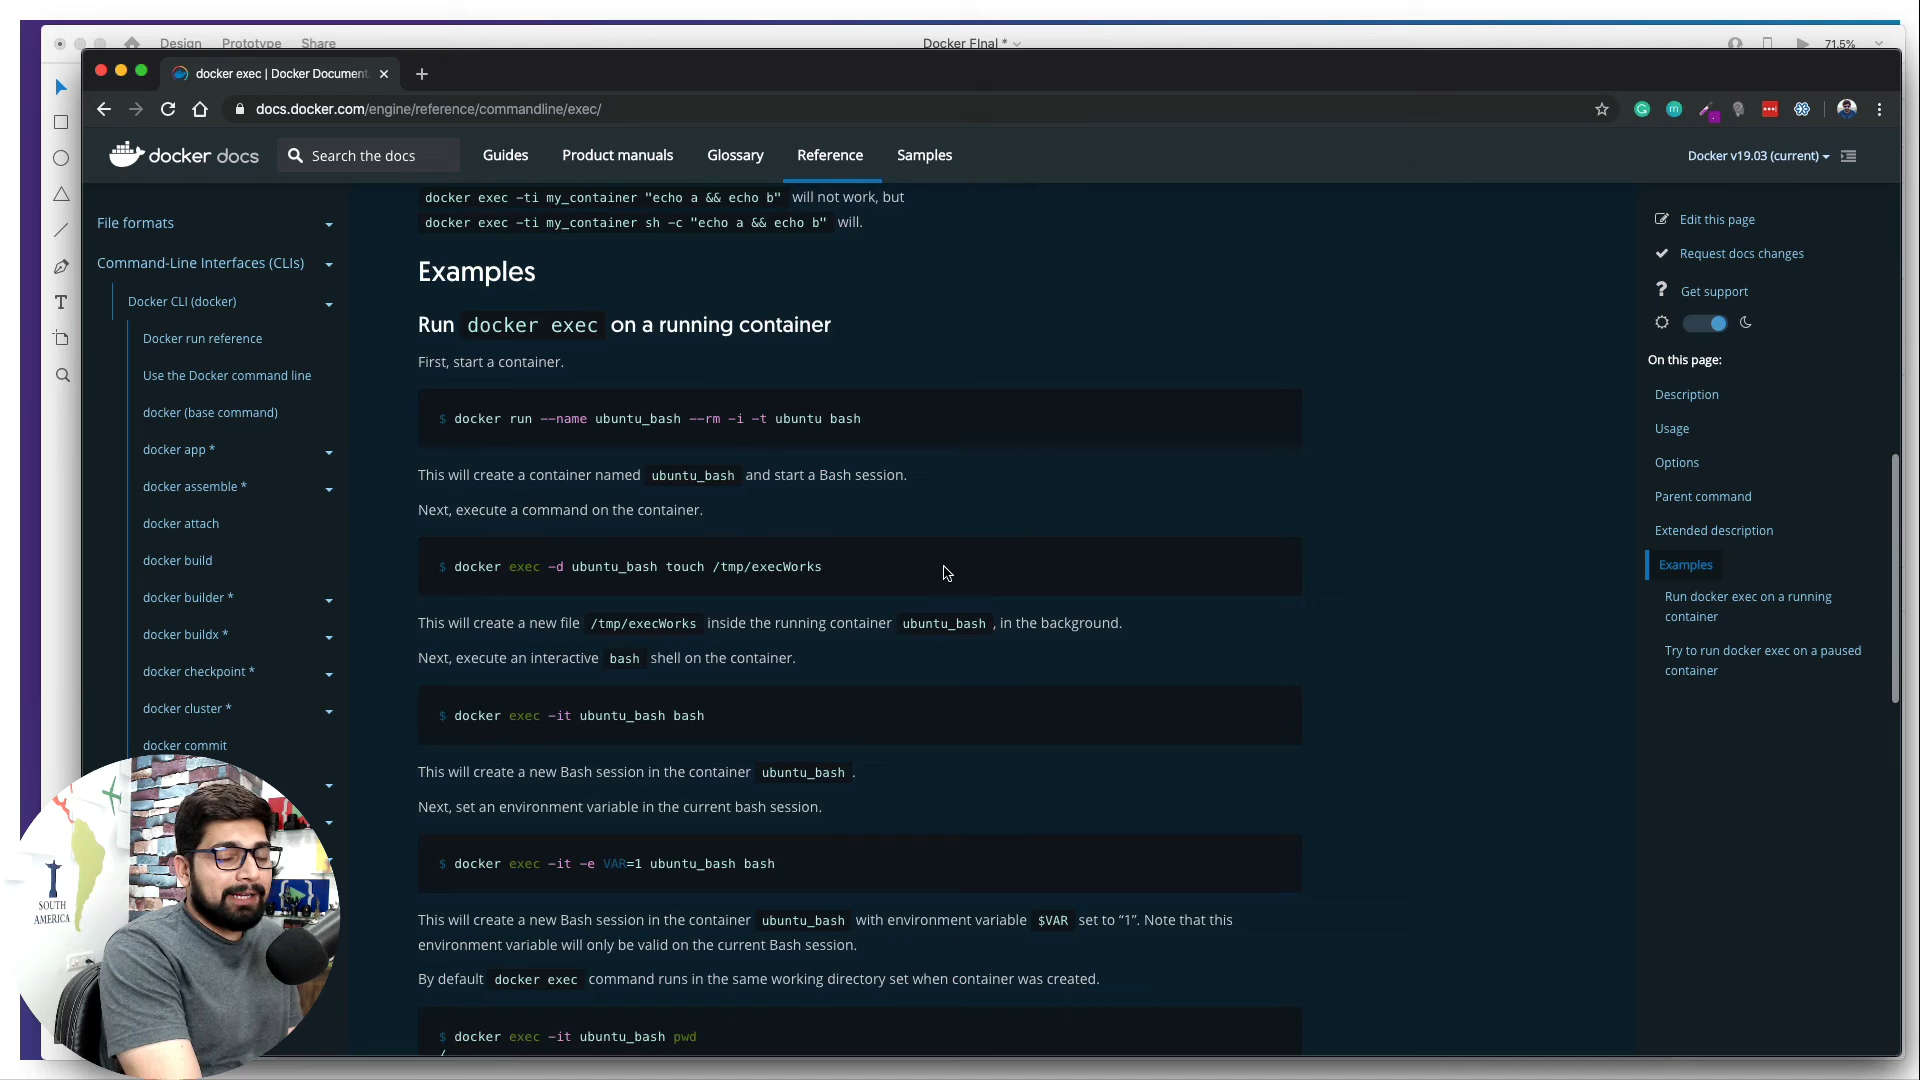 Design Prototype Share
Docker FInal *
71.5%
docker exec | Docker Document
docs.docker.com/engine/reference/commandline/exec/
docker docs
Search the docs
Guides
Product manuals
Glossary
Reference
Samples
Docker v19.03 (current)
File formats
Command-Line Interfaces (CLIs)
Docker CLI (docker)
Docker run reference
Use the Docker command line
docker (base command)
docker app *
docker assemble *
docker attach
docker build
docker builder *
docker buildx *
docker checkpoint *
docker cluster *
docker commit
docker exec -ti my_container "echo a && echo b" will not work, but
docker exec -ti my_container sh -c "echo a && echo b" will.
Examples
Run docker exec on a running container
First, start a container.
$ docker run --name ubuntu_bash --rm -i -t ubuntu bash
This will create a container named ubuntu_bash and start a Bash session.
Next, execute a command on the container.
$ docker exec -d ubuntu_bash touch /tmp/execWorks
This will create a new file /tmp/execWorks inside the running container ubuntu_bash , in the background.
Next, execute an interactive bash shell on the container.
$ docker exec -it ubuntu_bash bash
This will create a new Bash session in the container ubuntu_bash .
Next, set an environment variable in the current bash session.
$ docker exec -it -e VAR=1 ubuntu_bash bash
This will create a new Bash session in the container ubuntu_bash with environment variable $VAR set to “1”. Note that this
environment variable will only be valid on the current Bash session.
By default docker exec command runs in the same working directory set when container was created.
$ docker exec -it ubuntu_bash pwd
/
Edit this page
Request docs changes
Get support
On this page:
Description
Usage
Options
Parent command
Extended description
Examples
Run docker exec on a running
container
Try to run docker exec on a paused
container
SOUTH
AMERICA